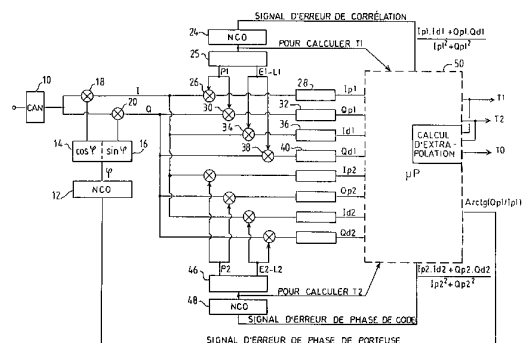 SIGNAL D'ERREUR DE CORRÉLATION
Ip1.Id1+Qp1.Qd1
Ip1²+Qp1²
24
NCO
25
POUR CALCULER T1
50
P1
E1-L1
10
CAN
18
I
26
28
Ip1
T1
20
Q
30
32
Qp1
T2
34
36
Id1
14
cos φ
sin φ
16
38
40
Qd1
CALCUL
D'EXTRA-
POLATION
T0
φ
Ip2
µP
12
NCO
Qp2
Arctg(Qp1/Ip1)
Id2
Qd2
P2
E2-L2
46
POUR CALCULER T2
Ip2.Id2+Qp2.Qd2
Ip2²+Qp2²
48
NCO
SIGNAL D'ERREUR DE PHASE DE CODE
SIGNAL D'ERREUR DE PHASE DE PORTEUSE